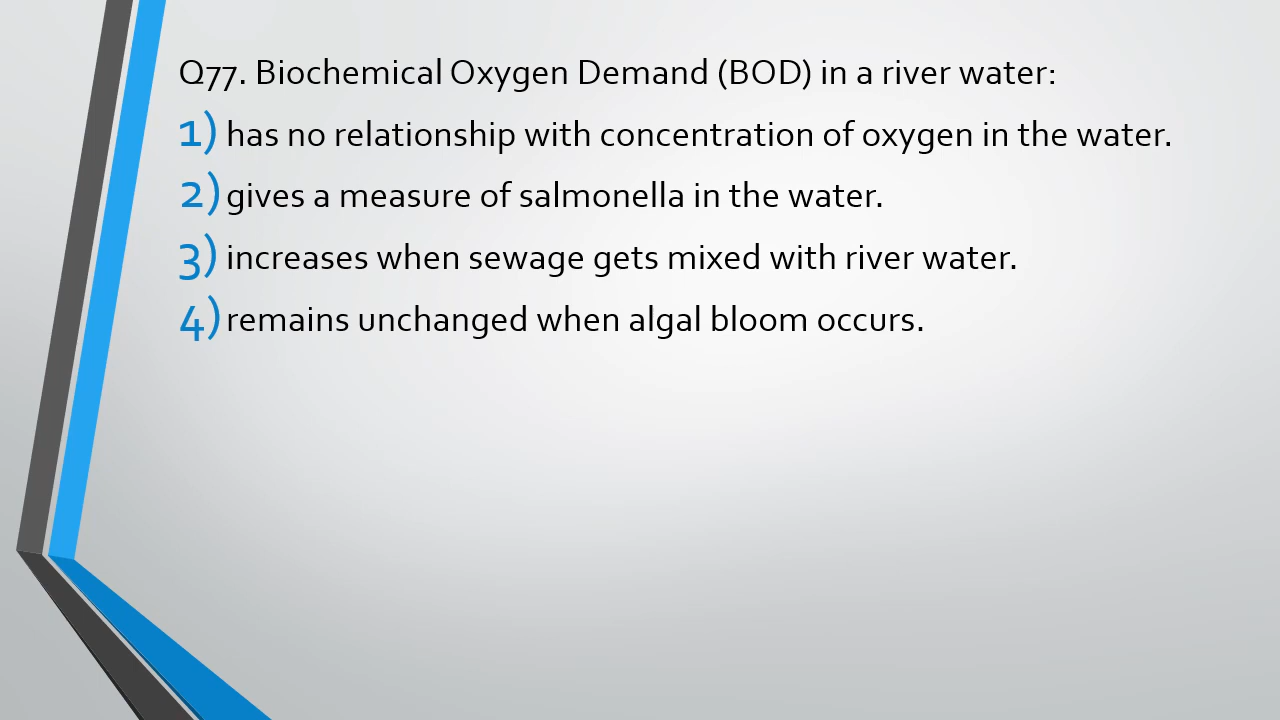 Q77. Biochemical Oxygen Demand (BOD) in a river water:
1) has no relationship with concentration of oxygen in the water.
2) gives a measure of salmonella in the water.
3) increases when sewage gets mixed with river water.
4) remains unchanged when algal bloom occurs.